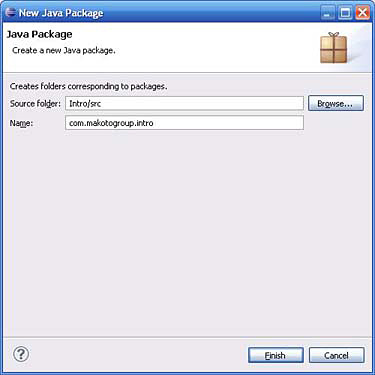 New Java Package
Java Package
Create a new Java package.
Creates folders corresponding to packages.
Source folder: Intro/src Browse...
Name: com.makotogroup.intro
?
Finish Cancel